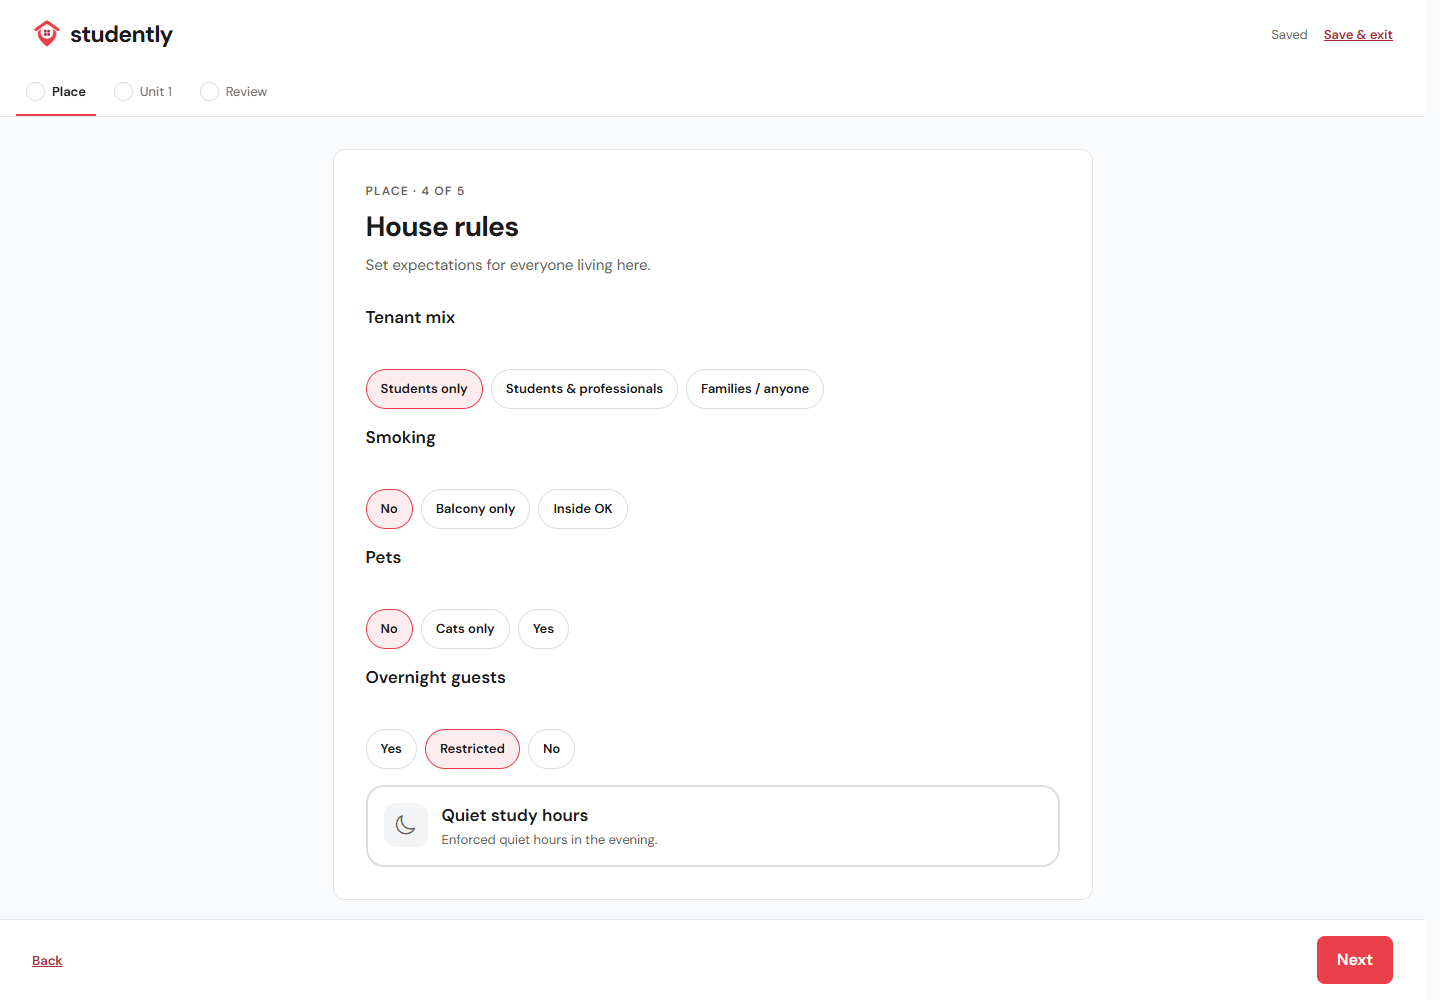 studently
Saved Save & exit
Place Unit 1 Review
PLACE · 4 OF 5
House rules
Set expectations for everyone living here.
Tenant mix
Students only Students & professionals Families / anyone
Smoking
No Balcony only Inside OK
Pets
No Cats only Yes
Overnight guests
Yes Restricted No
Quiet study hours
Enforced quiet hours in the evening.
Back Next